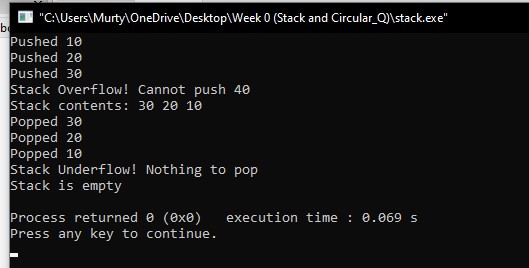 "C:\Users\Murty\OneDrive\Desktop\Week 0 (Stack and Circular_Q)\stack.exe"
Pushed 10
Pushed 20
Pushed 30
Stack Overflow! Cannot push 40
Stack contents: 30 20 10
Popped 30
Popped 20
Popped 10
Stack Underflow! Nothing to pop
Stack is empty
Process returned 0 (0x0)   execution time : 0.069 s
Press any key to continue.